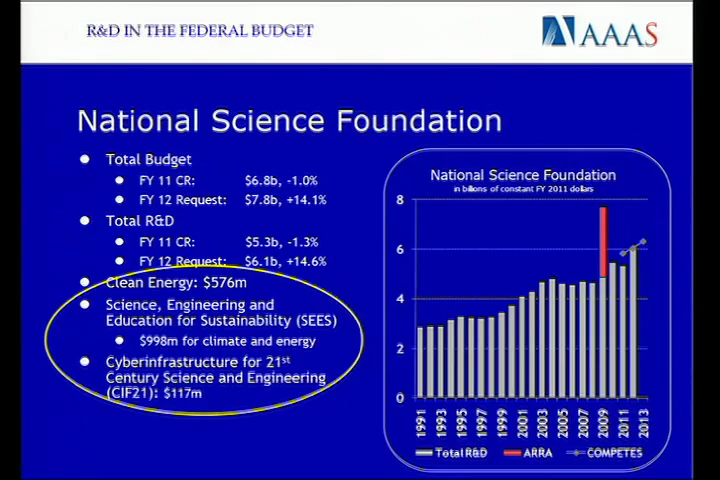 R&D IN THE FEDERAL BUDGET
AAAS
National Science Foundation
Total Budget
FY 11 CR: $6.8b, -1.0%
FY 12 Request: $7.8b, +14.1%
Total R&D
FY 11 CR: $5.3b, -1.3%
FY 12 Request: $6.1b, +14.6%
Clean Energy: $576m
Science, Engineering and
Education for Sustainability (SEES)
$998m for climate and energy
Cyberinfrastructure for 21st
Century Science and Engineering
(CIF21): $117m
National Science Foundation
in billions of constant FY 2011 dollars
8
6
4
2
0
1991 1993 1995 1997 1999 2001 2003 2005 2007 2009 2011 2013
Total R&D ARRA COMPETES